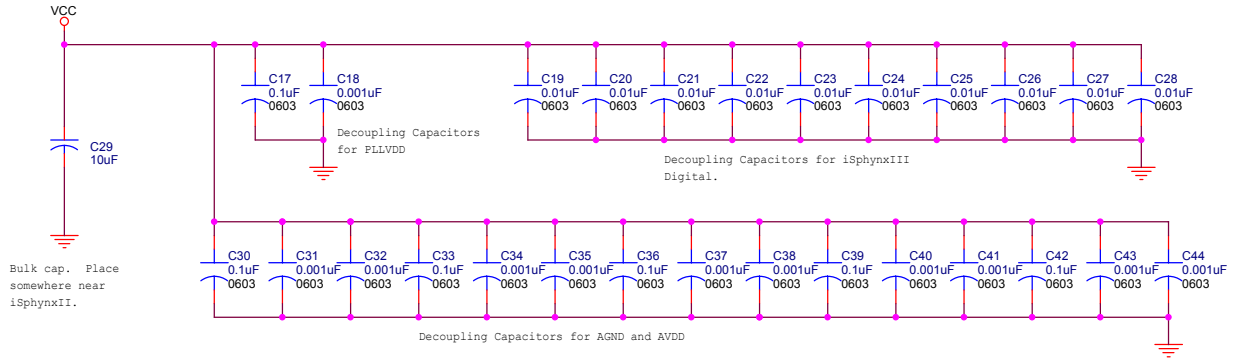 VCC
C17
0.1uF
0603
C18
0.001uF
0603
Decoupling Capacitors
for PLLVDD
C19
0.01uF
0603
C20
0.01uF
0603
C21
0.01uF
0603
C22
0.01uF
0603
C23
0.01uF
0603
C24
0.01uF
0603
C25
0.01uF
0603
C26
0.01uF
0603
C27
0.01uF
0603
C28
0.01uF
0603
Decoupling Capacitors for iSphynxIII
Digital.
C29
10uF
Bulk cap. Place
somewhere near
iSphynxII.
C30
0.1uF
0603
C31
0.001uF
0603
C32
0.001uF
0603
C33
0.1uF
0603
C34
0.001uF
0603
C35
0.001uF
0603
C36
0.1uF
0603
C37
0.001uF
0603
C38
0.001uF
0603
C39
0.1uF
0603
C40
0.001uF
0603
C41
0.001uF
0603
C42
0.1uF
0603
C43
0.001uF
0603
C44
0.001uF
0603
Decoupling Capacitors for AGND and AVDD